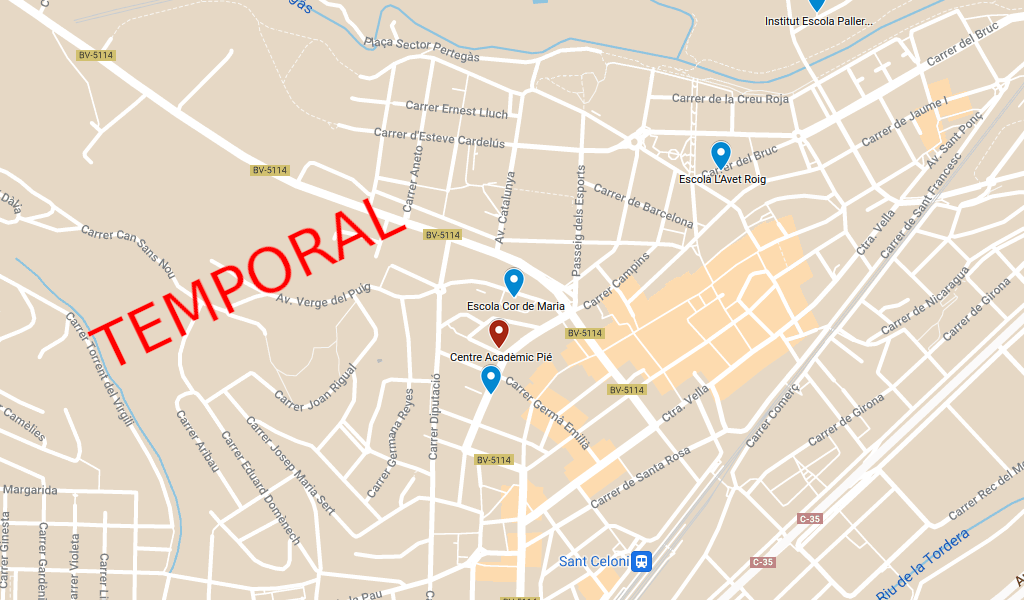 Institut Escola Paller...
Carrer del Bruc
Plaça Sector Pertegàs
BV-5114
Carrer de la Creu Roja
Carrer Ernest Lluch
Carrer de Jaume I
Carrer d'Esteve Cardelús
Av. Sant Ponç
Carrer del Bruc
Escola L'Avet Roig
BV-5114
Carrer Aneto
Av. Catalunya
Passeig dels Esports
Carrer de Barcelona
Carrer de Sant Francesc
Ctra. Vella
TEMPORAL
BV-5114
Carrer Can Sans Nou
Carrer Campins
Av. Verge del Puig
Escola Cor de Maria
Carrer de Nicaragua
Carrer de Girona
BV-5114
Centre Acadèmic Pié
Carrer Torrent del Virgili
Carrer Joan Rigual
Carrer Germà Emilià
BV-5114
Ctra. Vella
Carrer Comerç
Carrer Diputació
Carrer Germana Reyes
Carrer de Girona
Carrer Aribau
Carrer Josep Maria Sert
Carrer Eduard Domènech
BV-5114
Carrer de Santa Rosa
Margarida
Carrer Rec del M
C-35
Carrer Ginesta
Carrer Violeta
Sant Celoni
C-35
Riu de la Tordera
BV-5114